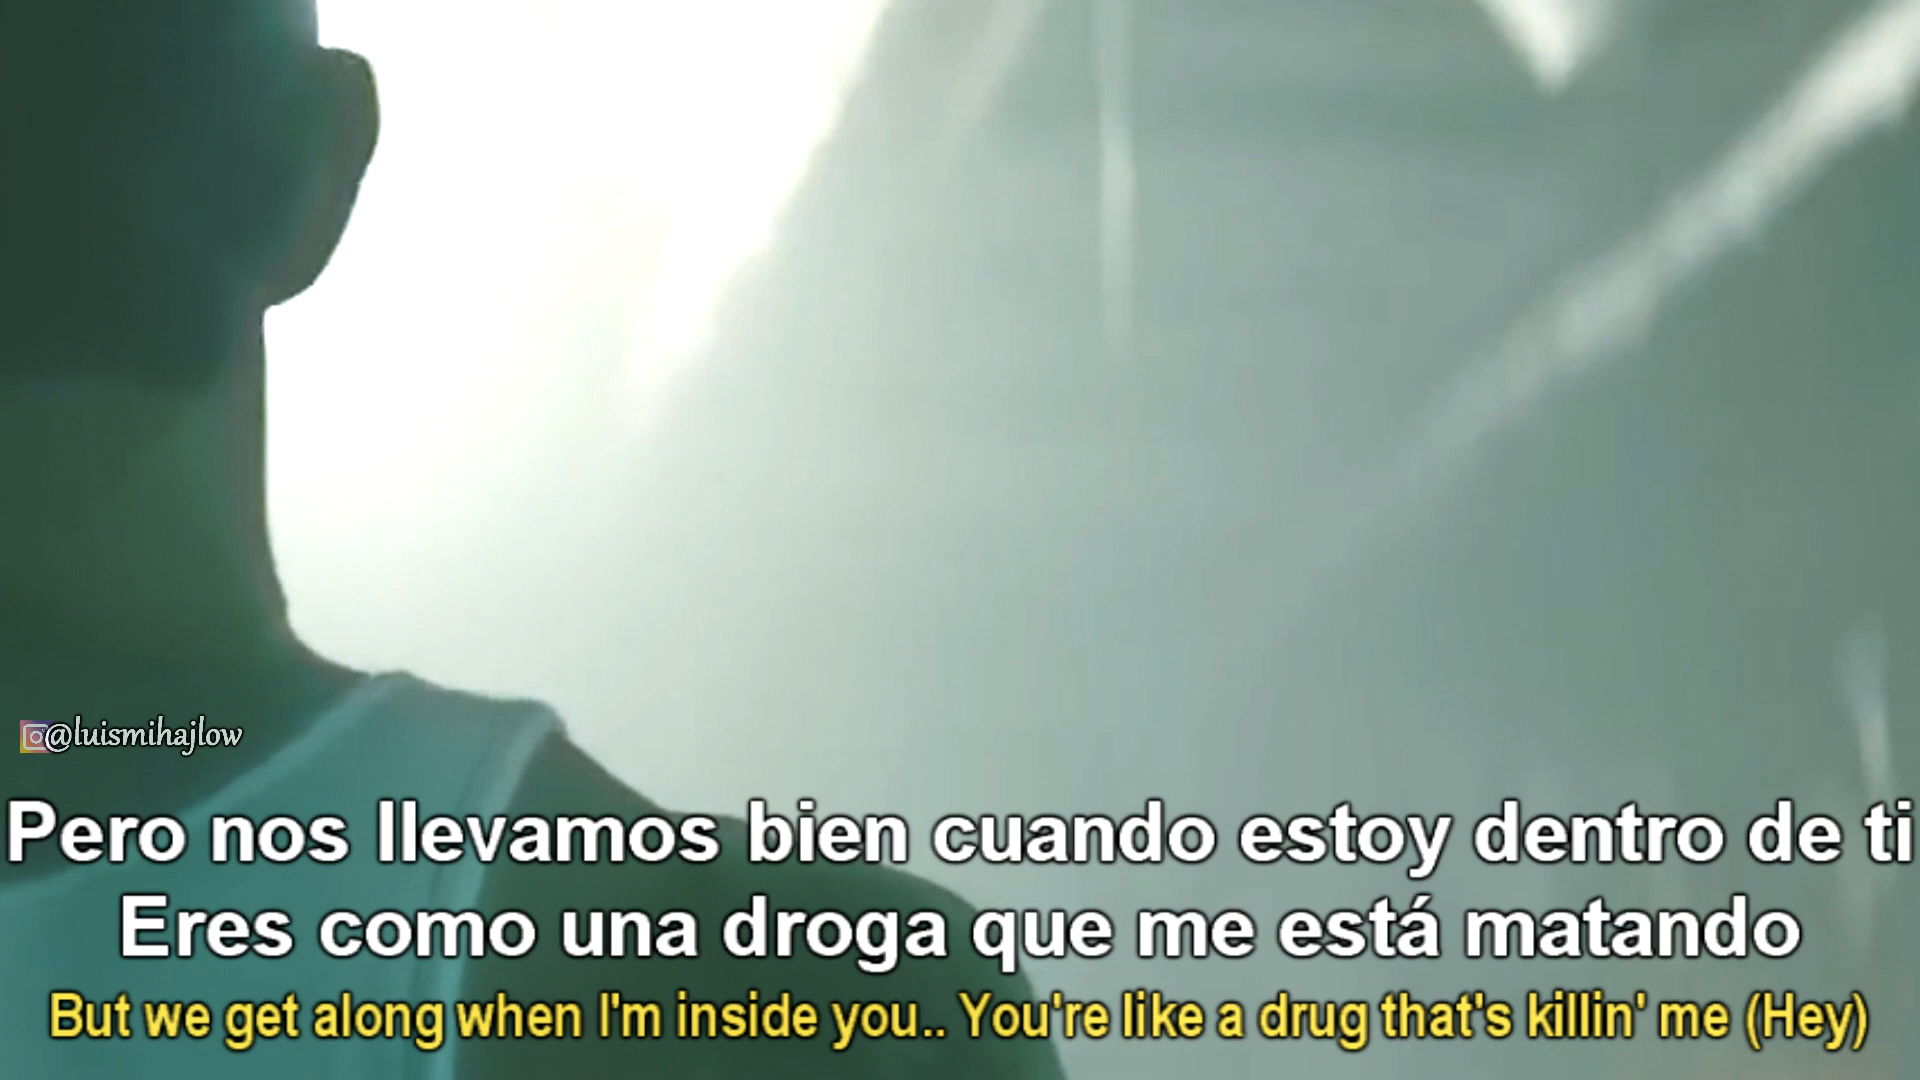 @luismihajlow
Pero nos llevamos bien cuando estoy dentro de ti
Eres como una droga que me está matando
But we get along when I'm inside you.. You're like a drug that's killin' me (Hey)